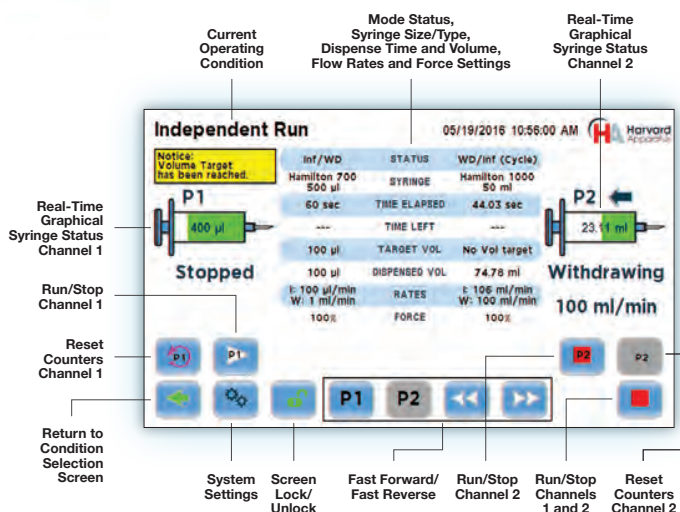 Current
Operating
Condition
Mode Status,
Syringe Size/Type,
Dispense Time and Volume,
Flow Rates and Force Settings
Real-Time
Graphical
Syringe Status
Channel 2
Independent Run
05/19/2016 10:56:00 AM
HA Harvard
Apparatus
Notice:
Volume Target
has been reached.
Inf/WD STATUS WD/Inf (Cycle)
Hamilton 700
500 µl
SYRINGE
Hamilton 1000
50 ml
60 sec TIME ELAPSED 44.03 sec
--- TIME LEFT ---
100 µl TARGET VOL No Vol target
100 µl DISPENSED VOL 74.78 ml
I: 100 µl/min
W: 1 ml/min
RATES
I: 106 ml/min
W: 100 ml/min
100% FORCE 100%
P1
400 µl
Stopped
P2
23.11 ml
Withdrawing
100 ml/min
Real-Time
Graphical
Syringe Status
Channel 1
Run/Stop
Channel 1
Reset
Counters
Channel 1
Return to
Condition
Selection
Screen
P1
P1
P2
P2
P1
P2
System
Settings
Screen
Lock/
Unlock
Fast Forward/
Fast Reverse
Run/Stop
Channel 2
Run/Stop
Channels
1 and 2
Reset
Counters
Channel 2